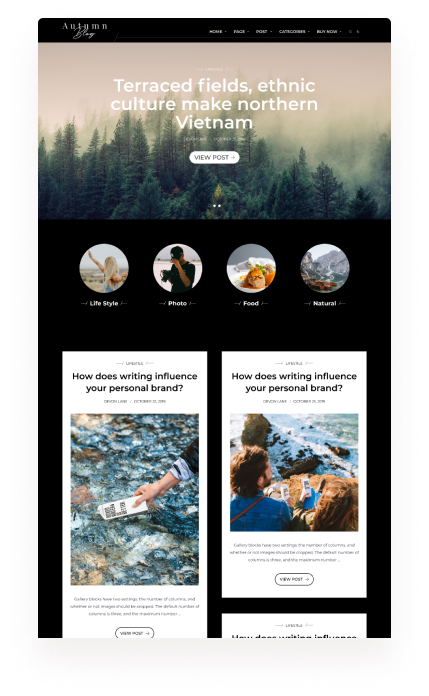 Autumn
Blog
HOME PAGE POST CATEGORIES BUY NOW
Terraced fields, ethnic
culture make northern
Vietnam
VIEW POST →
Life Style
Photo
Food
Natural
LIFESTYLE
How does writing influence
your personal brand?
DEVON LANE / OCTOBER 21, 2019
Gallery blocks have two settings: the number of columns, and
whether or not images should be cropped. The default number of
columns is three, and the maximum number ...
VIEW POST →
LIFESTYLE
How does writing influence
your personal brand?
DEVON LANE / OCTOBER 21, 2019
Gallery blocks have two settings: the number of columns, and
whether or not images should be cropped. The default number of
columns is three, and the maximum number ...
VIEW POST →
LIFESTYLE
How does writing influence